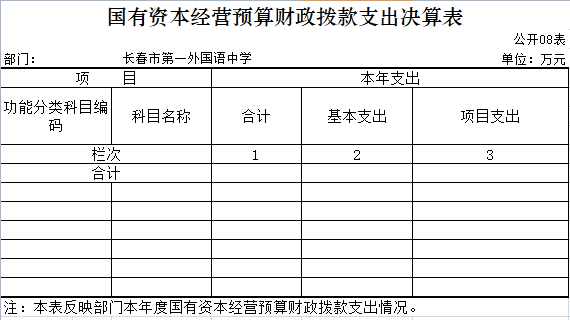 国有资本经营预算财政拨款支出决算表
公开08表
部门： 长春市第一外国语中学 单位：万元
项 目 本年支出
功能分类科目编
码 科目名称 合计 基本支出 项目支出
栏次 1 2 3
合计
注：本表反映部门本年度国有资本经营预算财政拨款支出情况。